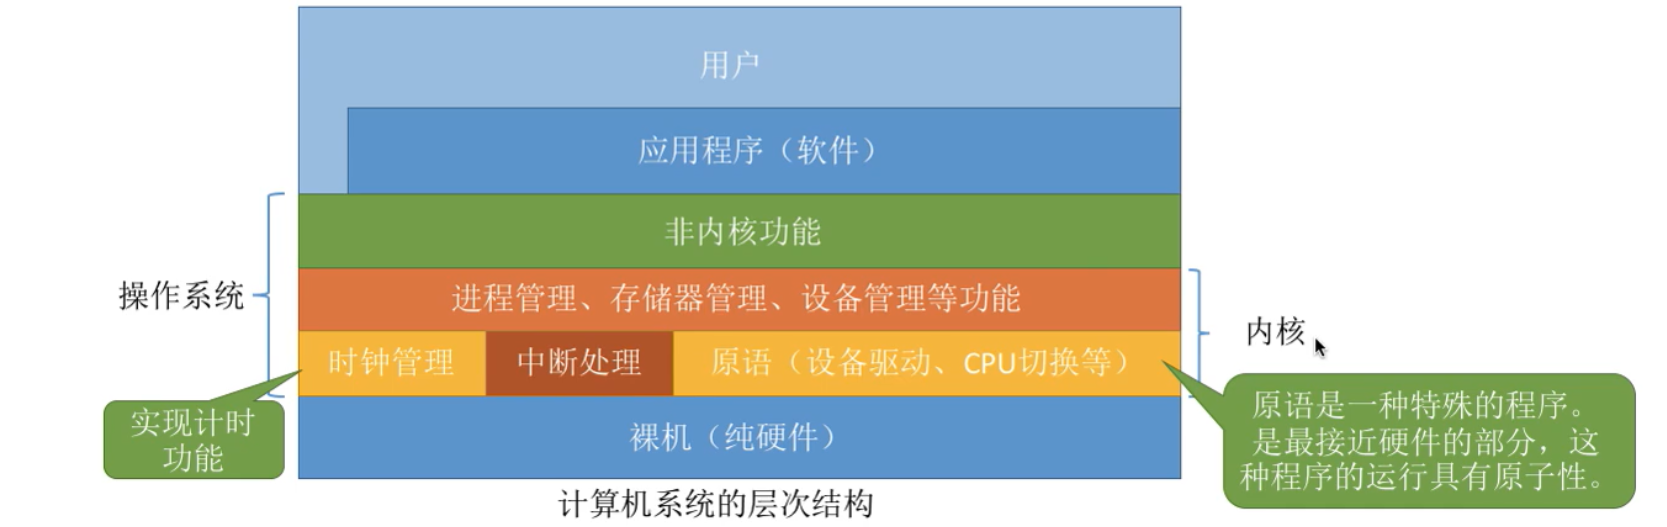 用户
应用程序（软件）
非内核功能
操作系统
进程管理、存储器管理、设备管理等功能
内核
时钟管理
中断处理
原语（设备驱动、CPU切换等）
实现计时
功能
裸机（纯硬件）
原语是一种特殊的程序。
是最接近硬件的部分，这
种程序的运行具有原子性。
计算机系统的层次结构